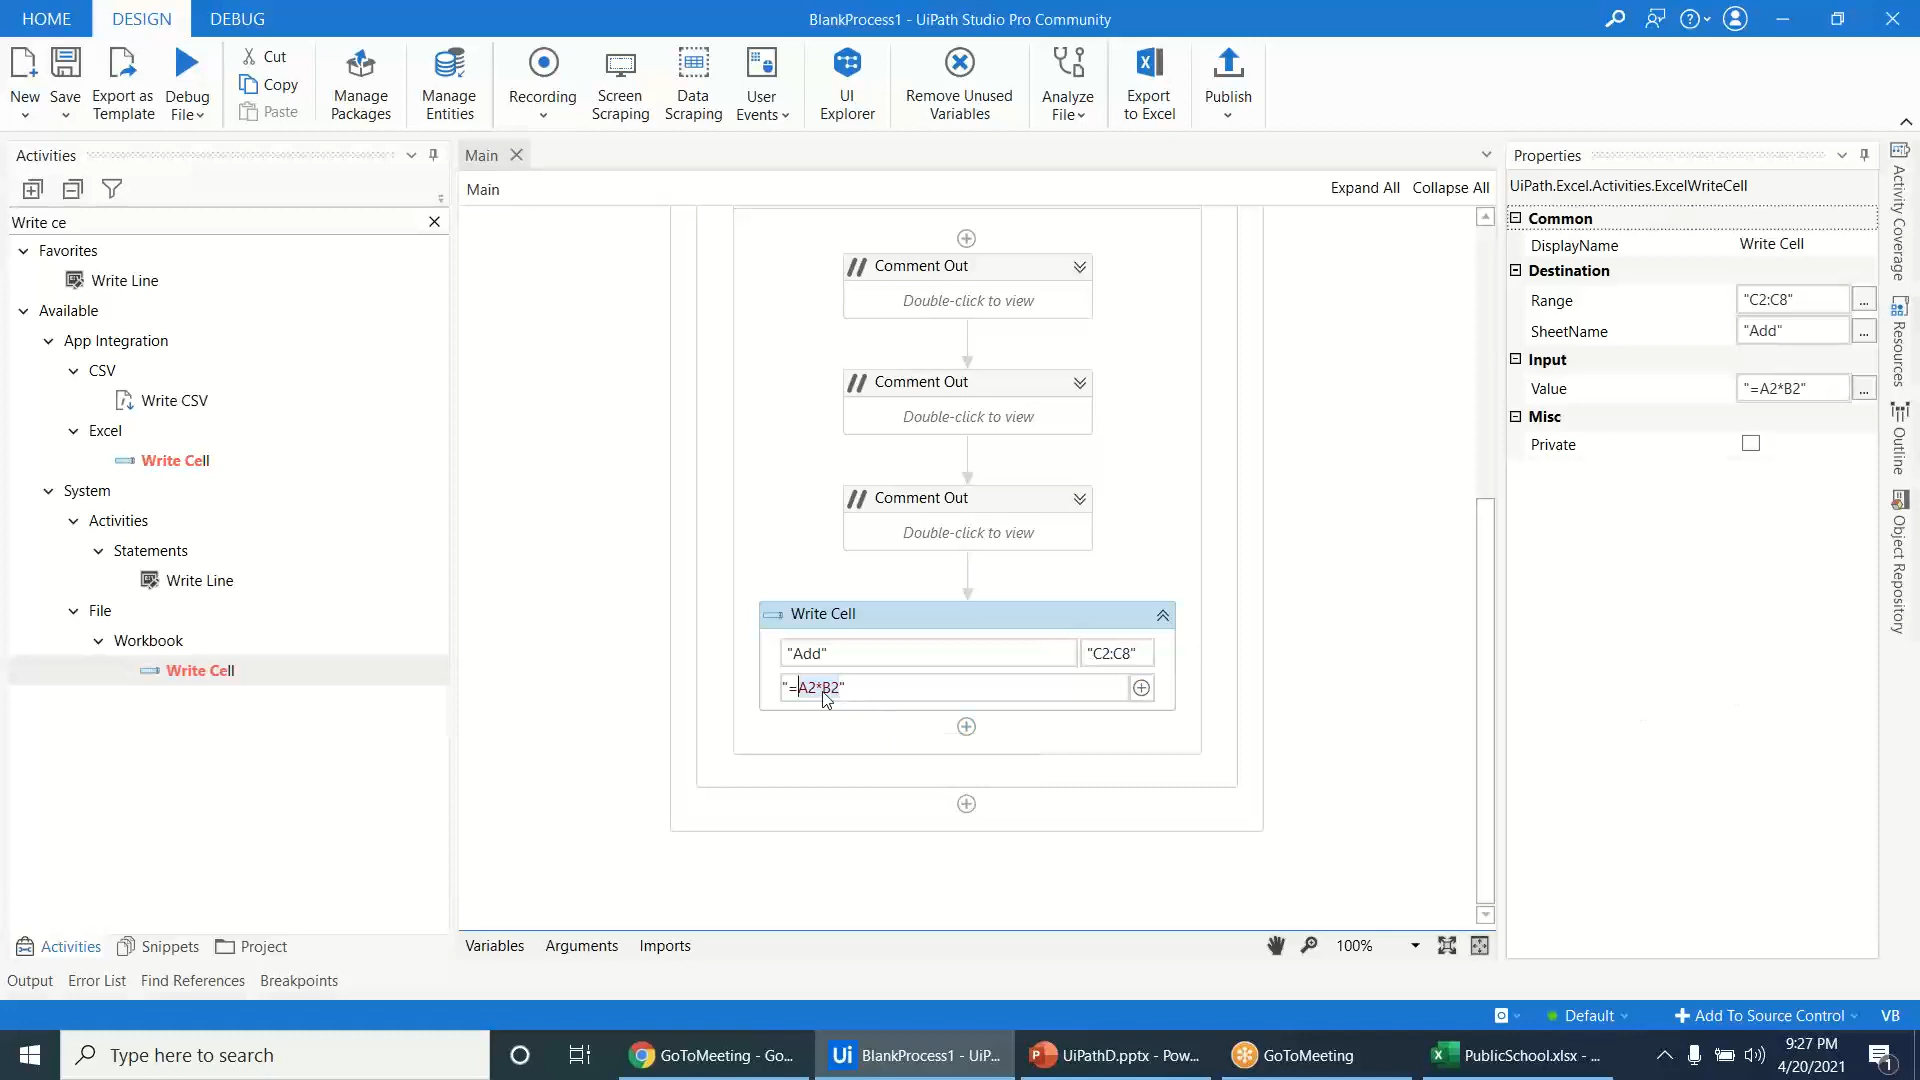 HOME DESIGN DEBUG
BlankProcess1 - UiPath Studio Pro Community
New
Save
Export as Template
Debug File
Cut
Copy
Paste
Manage Packages
Manage Entities
Recording
Screen Scraping
Data Scraping
User Events
UI Explorer
Remove Unused Variables
Analyze File
Export to Excel
Publish
Activities
Write ce
Favorites
Write Line
Available
App Integration
CSV
Write CSV
Excel
Write Cell
System
Activities
Statements
Write Line
File
Workbook
Write Cell
Activities Snippets Project
Main
Main
Expand All Collapse All
Comment Out
Double-click to view
Comment Out
Double-click to view
Comment Out
Double-click to view
Write Cell
"Add" "C2:C8"
"=A2*B2"
Variables Arguments Imports
100%
Properties
UiPath.Excel.Activities.ExcelWriteCell
Common
DisplayName Write Cell
Destination
Range "C2:C8" ...
SheetName "Add" ...
Input
Value "=A2*B2" ...
Misc
Private
Activity Coverage
Resources
Outline
Object Repository
Output Error List Find References Breakpoints
Default
Add To Source Control
VB
Type here to search
GoToMeeting - Go...
Ui BlankProcess1 - UiP...
UiPathD.pptx - Pow...
GoToMeeting
PublicSchool.xlsx - ...
9:27 PM
4/20/2021
1